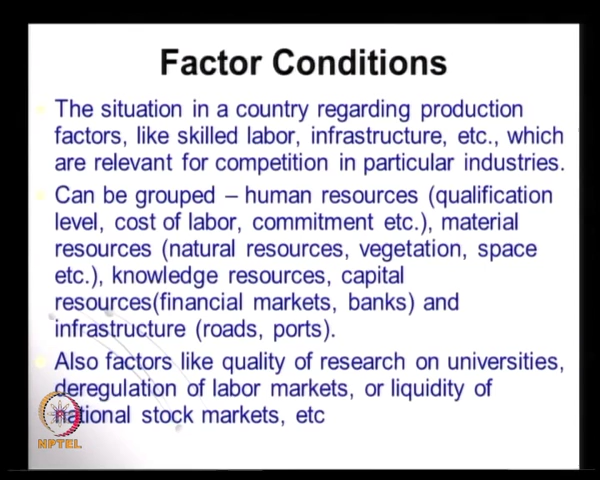 Factor Conditions
The situation in a country regarding production
factors, like skilled labor, infrastructure, etc., which
are relevant for competition in particular industries.
Can be grouped – human resources (qualification
level, cost of labor, commitment etc.), material
resources (natural resources, vegetation, space
etc.), knowledge resources, capital
resources(financial markets, banks) and
infrastructure (roads, ports).
Also factors like quality of research on universities,
deregulation of labor markets, or liquidity of
national stock markets, etc
NPTEL